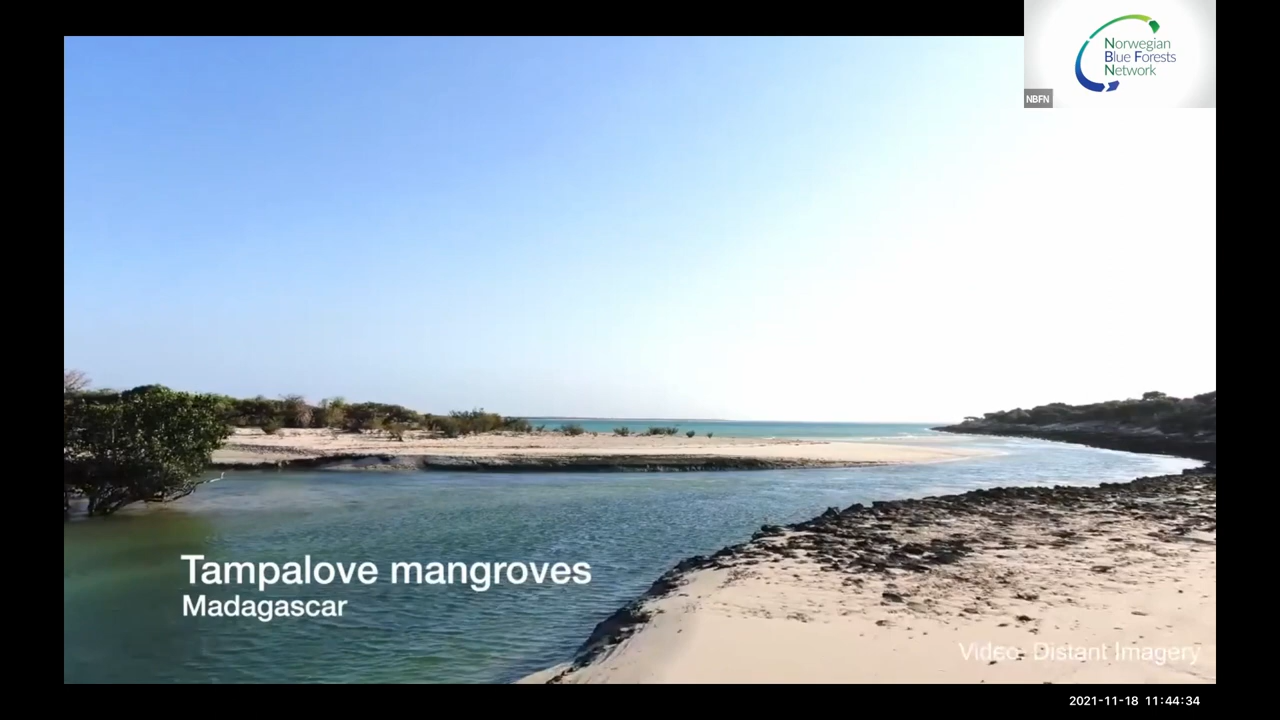 Norwegian
Blue Forests
Network
NBFN
Tampalove mangroves
Madagascar
Video: Distant Imagery
2021-11-18 11:44:34